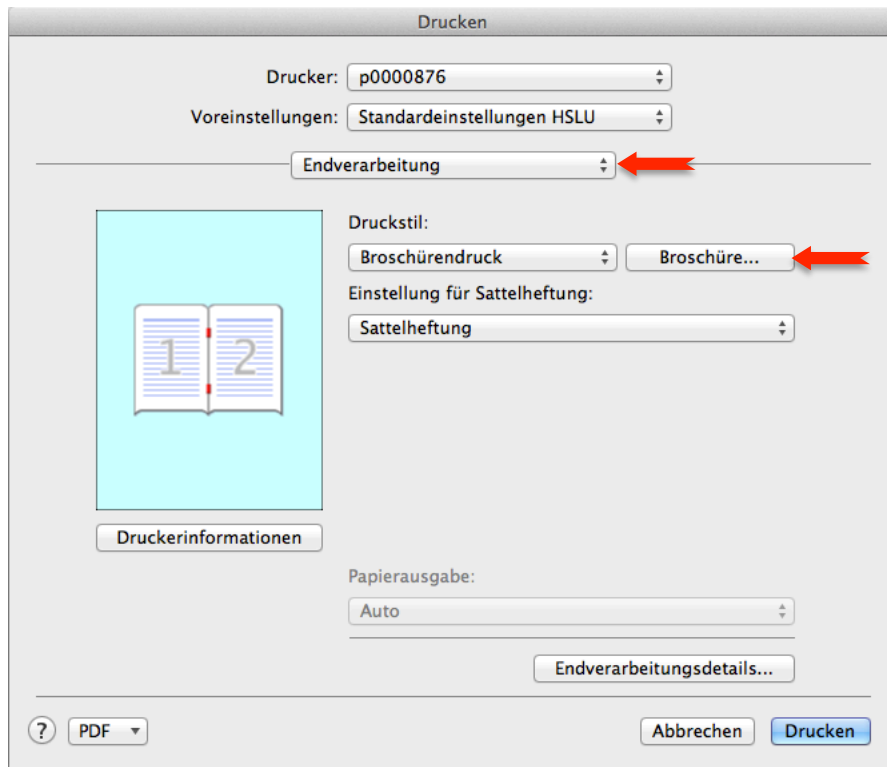 Drucken
Drucker: p0000876
Voreinstellungen: Standardeinstellungen HSLU
Endverarbeitung
Druckstil:
Broschürendruck Broschüre...
Einstellung für Sattelheftung:
Sattelheftung
1 2
Druckerinformationen
Papierausgabe:
Auto
Endverarbeitungsdetails...
? PDF Abbrechen Drucken